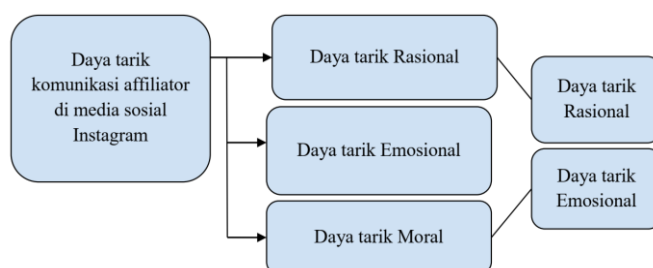 Daya tarik
komunikasi affiliator
di media sosial
Instagram
Daya tarik Rasional
Daya tarik Emosional
Daya tarik Moral
Daya tarik
Rasional
Daya tarik
Emosional